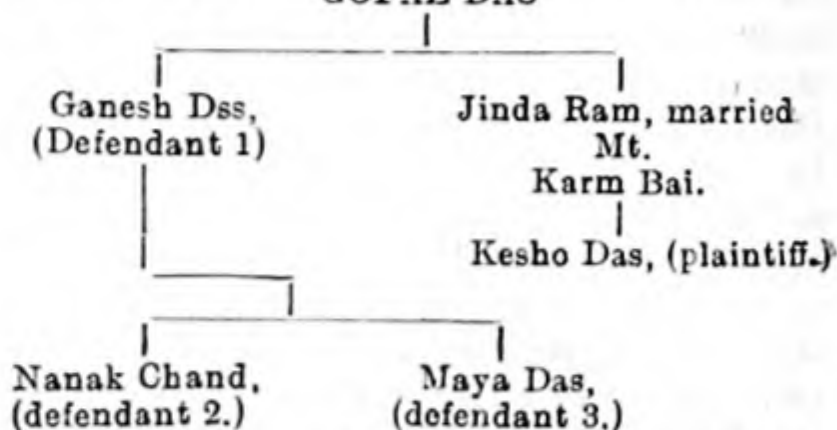 Ganesh Dss,
(Defendant 1)
Jinda Ram, married
Mt.
Karm Bai.
Kesho Das, (plaintiff.)
Nanak Chand,
(defendant 2.)
Maya Das,
(defendant 3.)